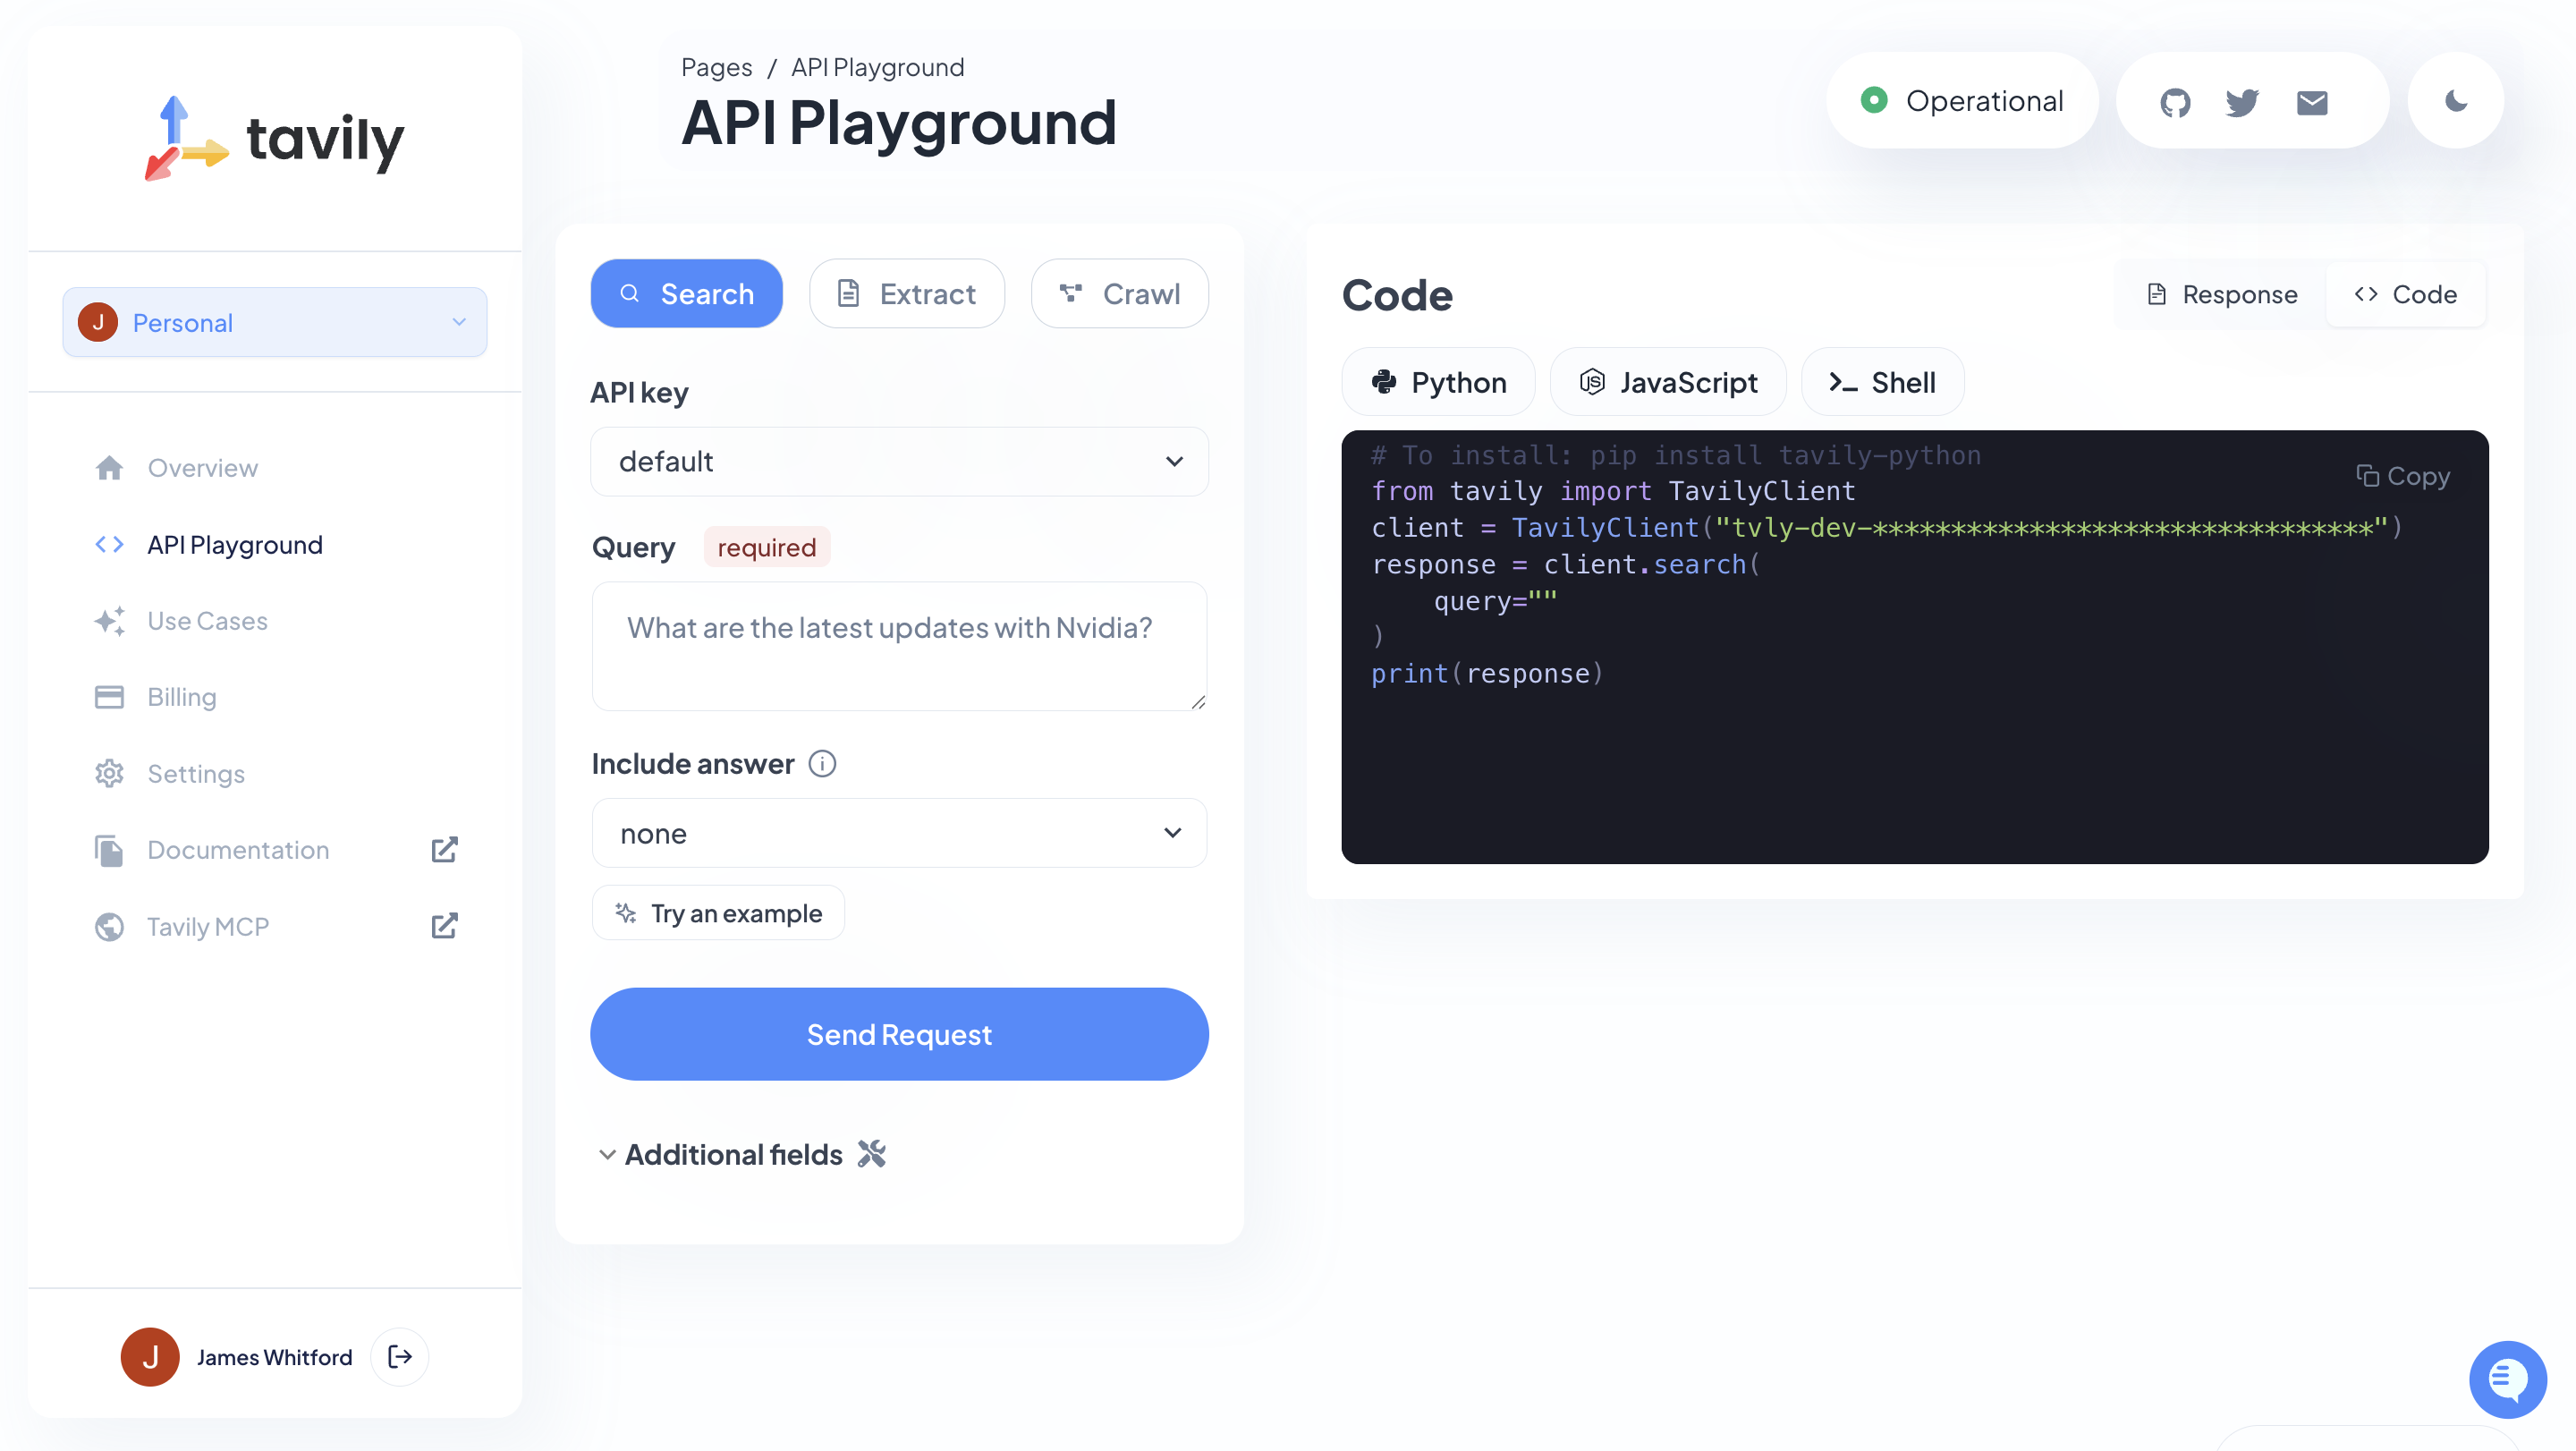 tavily
J Personal
Overview
API Playground
Use Cases
Billing
Settings
Documentation
Tavily MCP
J James Whitford
Pages / API Playground
API Playground
Operational
Search Extract Crawl
API key
default
Query required
What are the latest updates with Nvidia?
Include answer
none
Try an example
Send Request
Additional fields
Code
Response Code
Python JavaScript Shell
Copy
# To install: pip install tavily-python
from tavily import TavilyClient
client = TavilyClient("tvly-dev-********************************")
response = client.search(
    query=""
)
print(response)